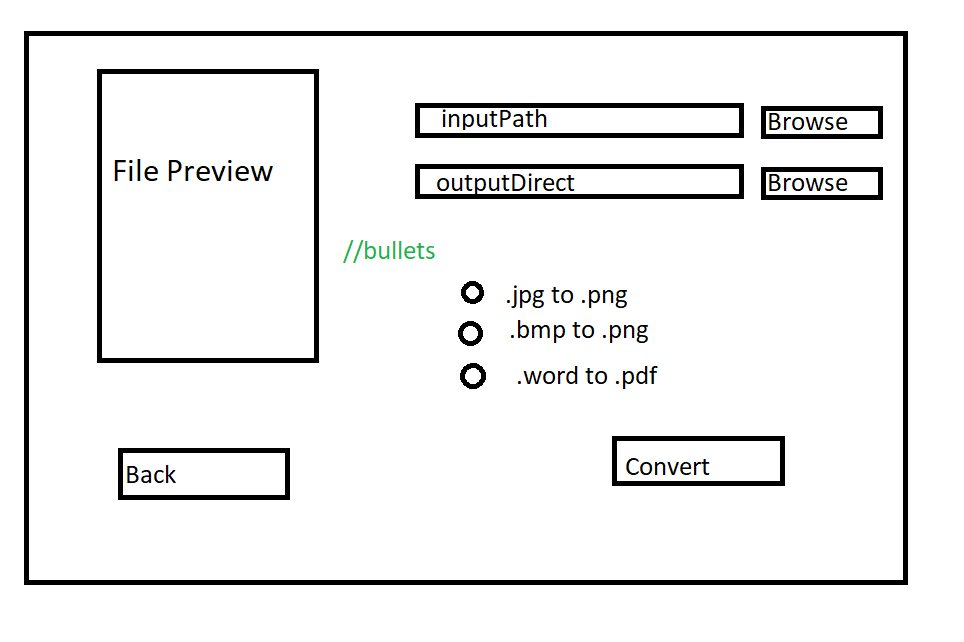 File Preview
inputPath
Browse
outputDirect
Browse
//bullets
.jpg to .png
.bmp to .png
.word to .pdf
Back
Convert